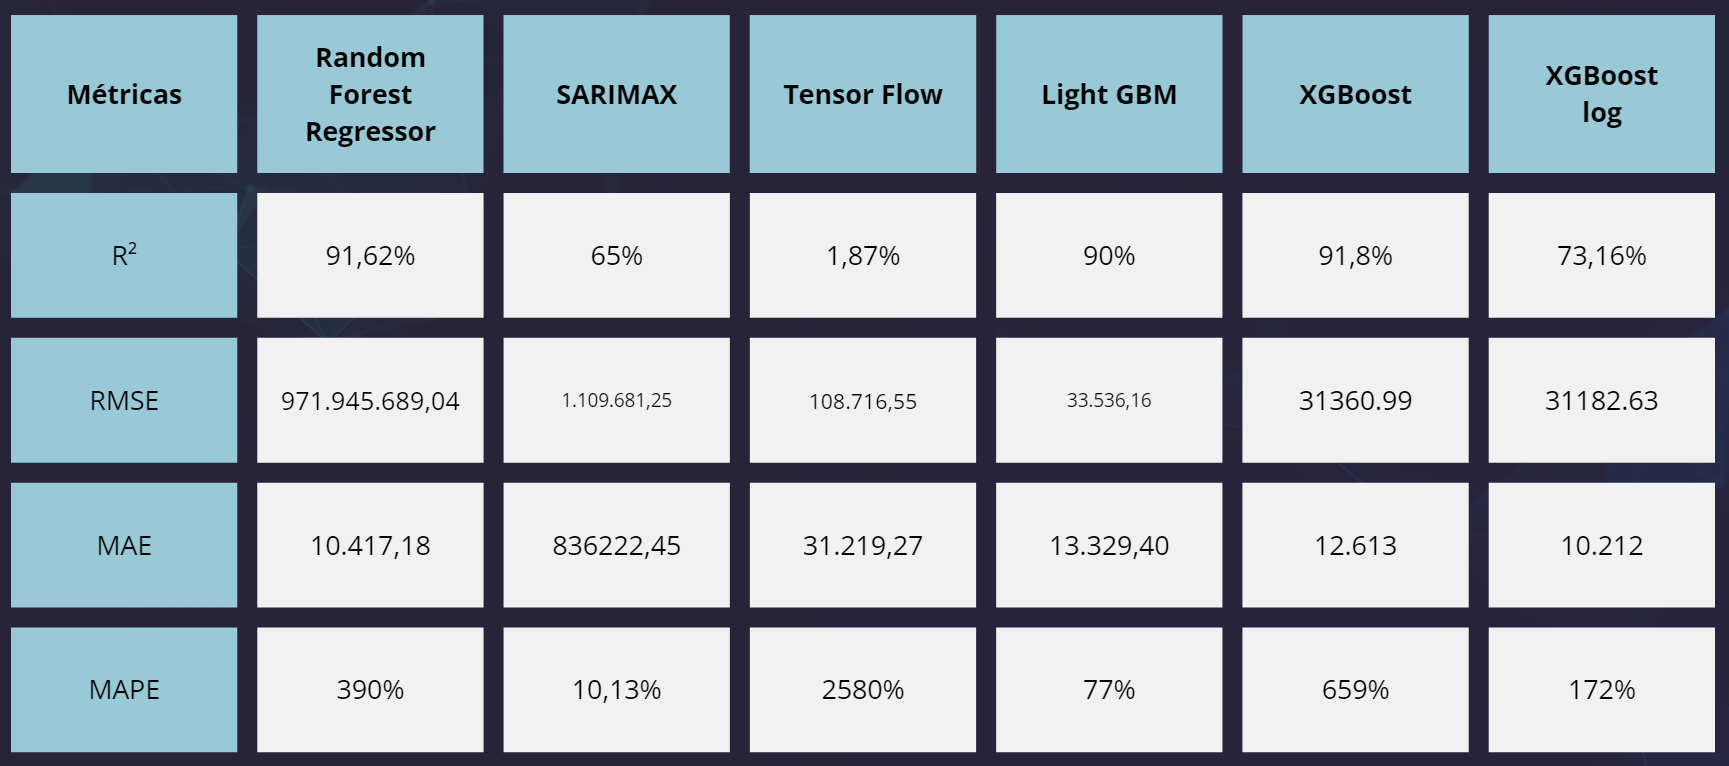 Métricas
Random
Forest
Regressor
SARIMAX
Tensor Flow
Light GBM
XGBoost
XGBoost
log
R²
91,62%
65%
1,87%
90%
91,8%
73,16%
RMSE
971.945.689,04
1.109.681,25
108.716,55
33.536,16
31360.99
31182.63
MAE
10.417,18
836222,45
31.219,27
13.329,40
12.613
10.212
MAPE
390%
10,13%
2580%
77%
659%
172%